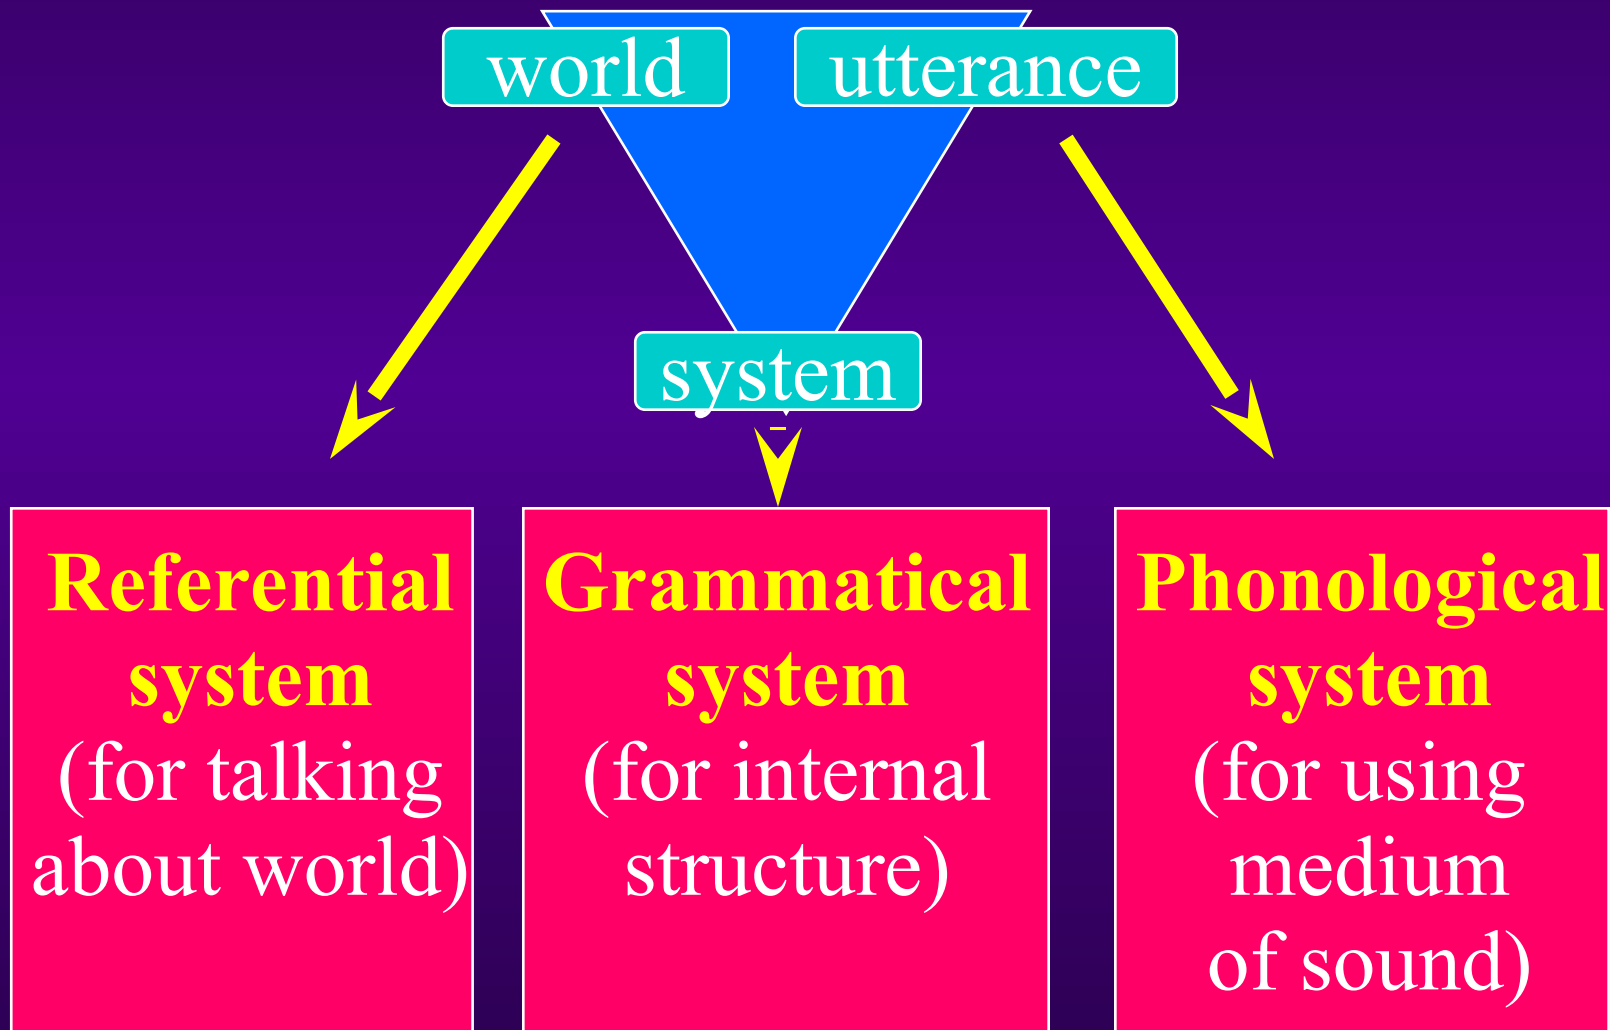 world
utterance
system
Referential
system
(for talking
about world)
Grammatical
system
(for internal
structure)
Phonological
system
(for using
medium
of sound)